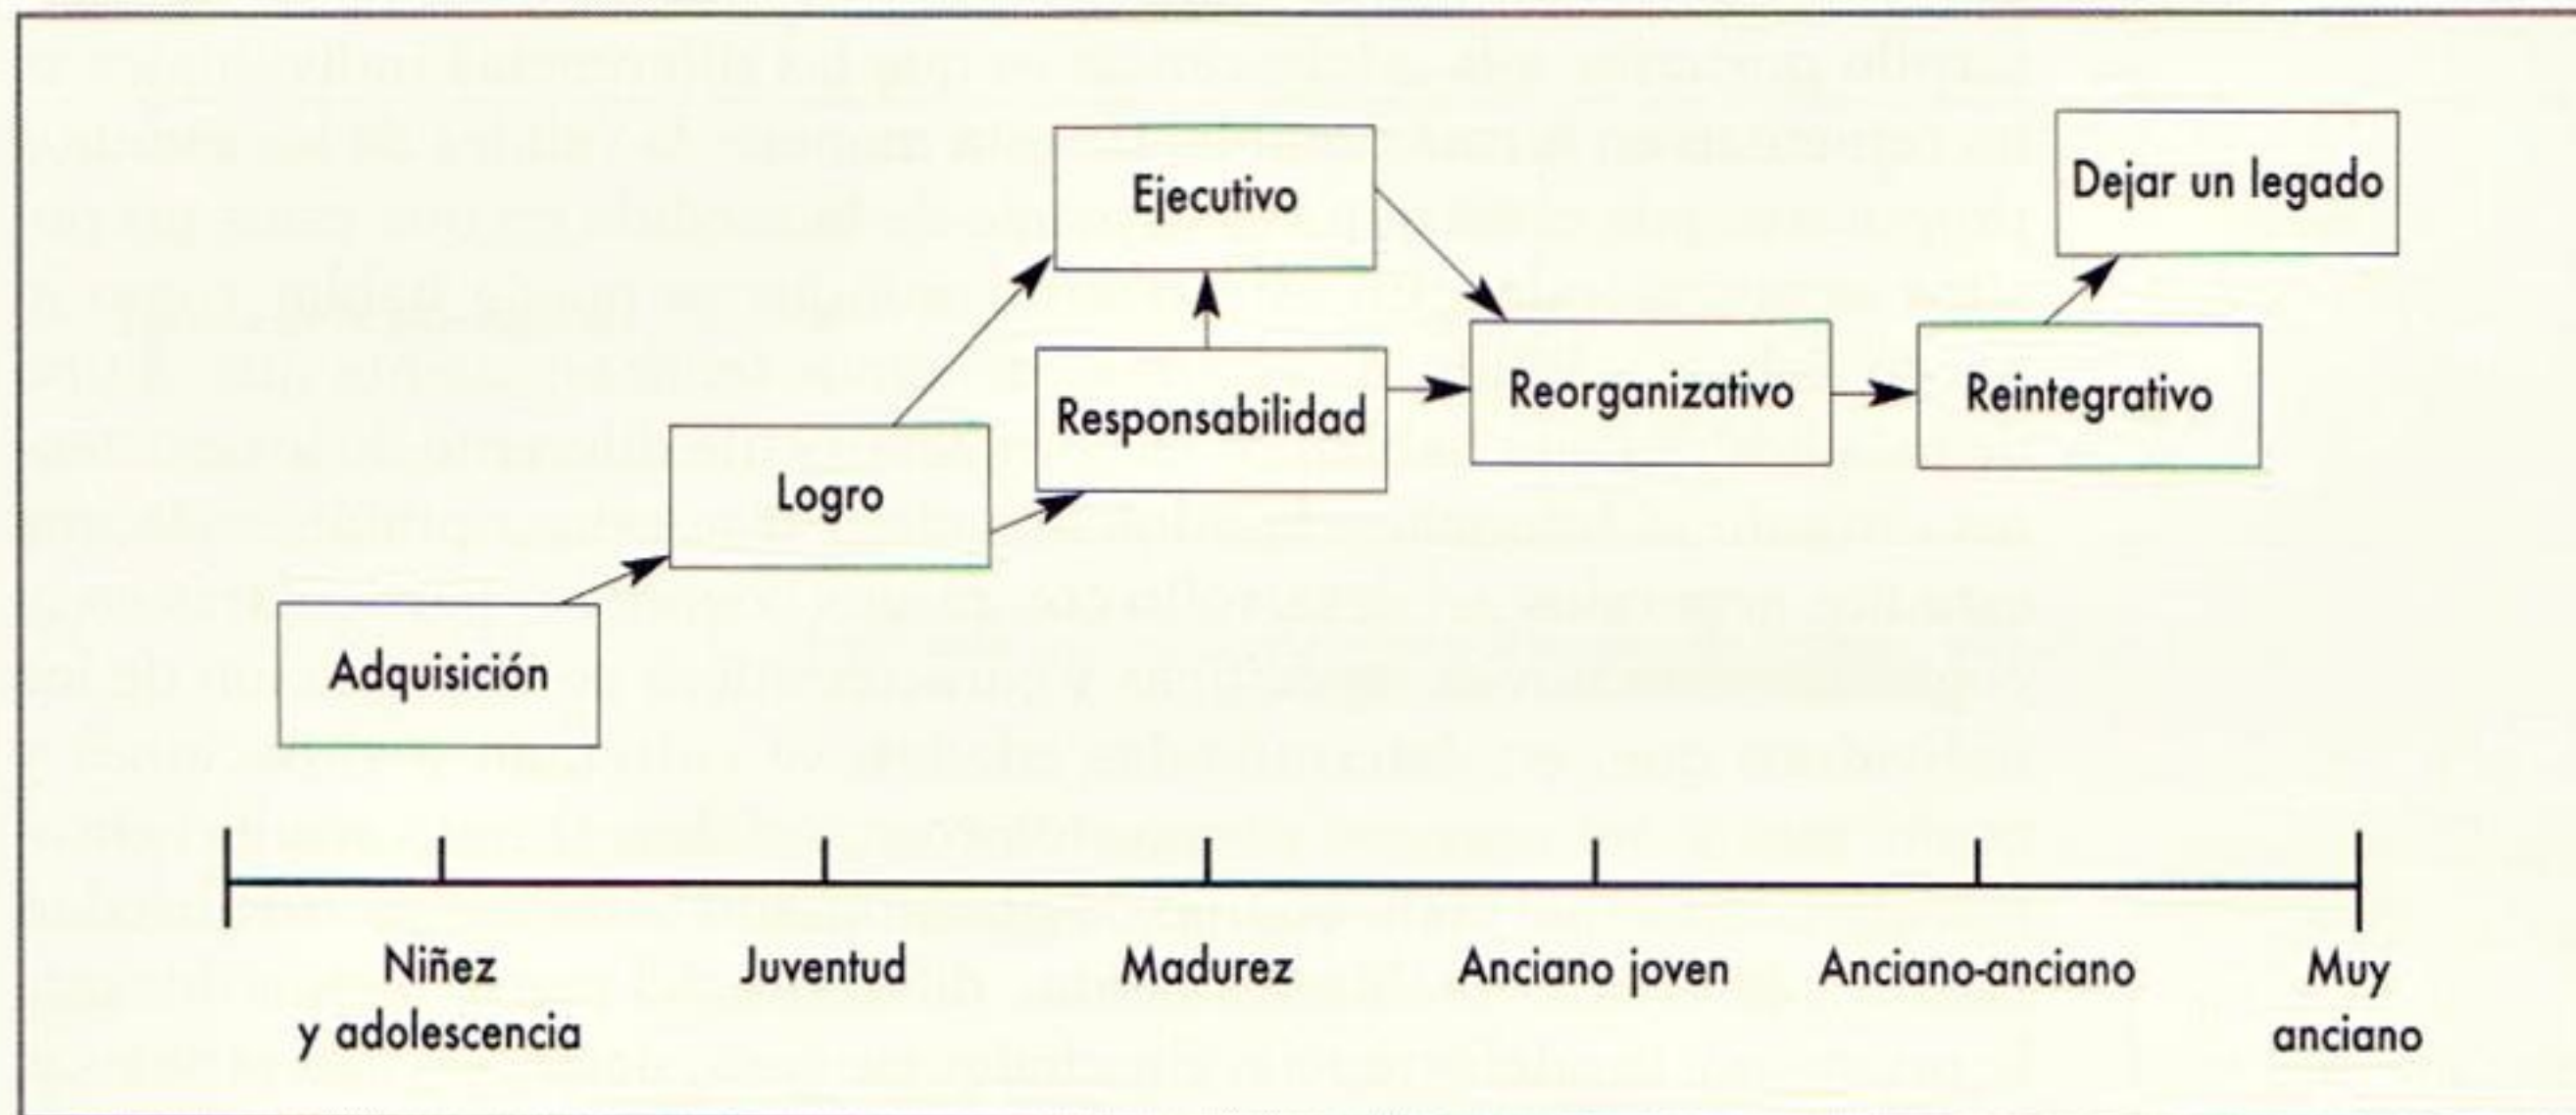 Ejecutivo
Dejar un legado
Responsabilidad
Reorganizativo
Reintegrativo
Logro
Adquisición
Niñez
y adolescencia
Juventud
Madurez
Anciano joven
Anciano-anciano
Muy
anciano